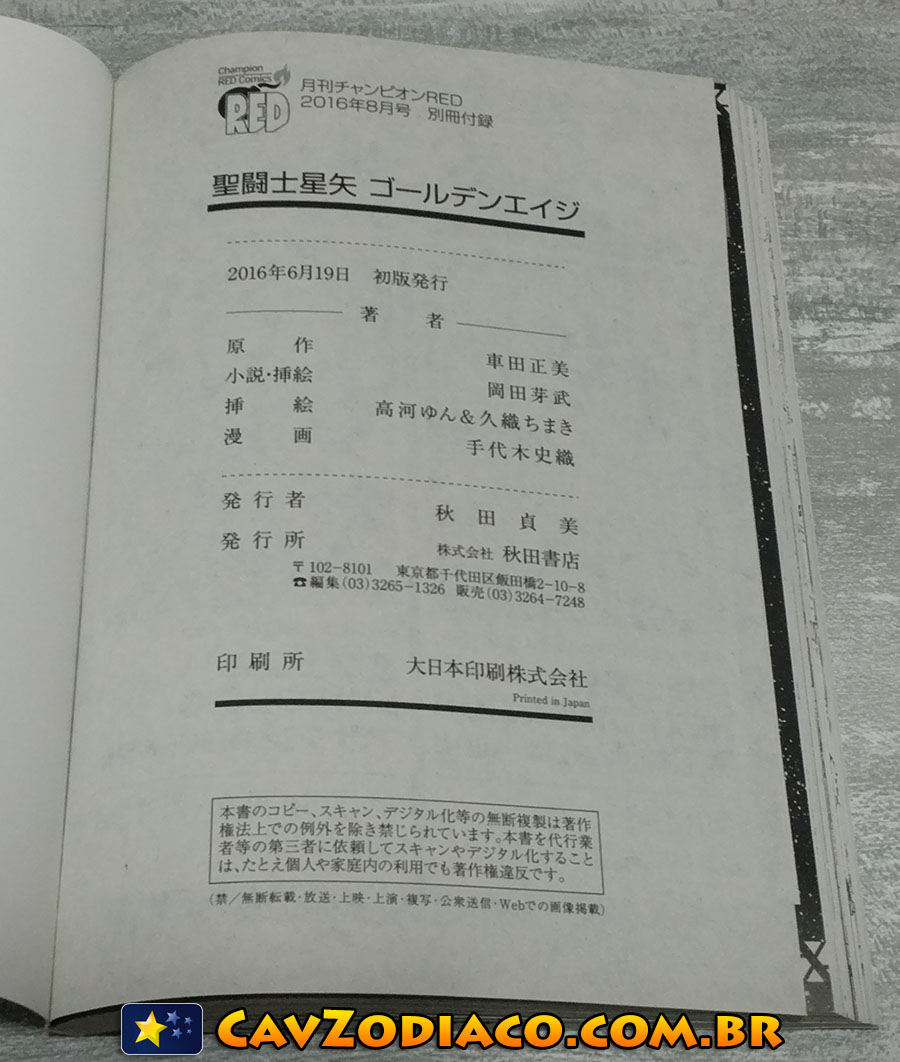 Champion
RED Comics
RED
月刊チャンピオンRED
2016年8月号 別冊付録
聖闘士星矢 ゴールデンエイジ
2016年6月19日 初版発行
著 者
原 作 車田正美
小説・挿絵 岡田芽武
挿 絵 高河ゆん&久織ちまき
漫 画 手代木史織
発行者 秋田貞美
発行所 株式会社 秋田書店
〒102-8101 東京都千代田区飯田橋2-10-8
☎編集(03)3265-1326 販売(03)3264-7248
印刷所 大日本印刷株式会社
Printed in Japan
本書のコピー、スキャン、デジタル化等の無断複製は著作
権法上での例外を除き禁じられています。本書を代行業
者等の第三者に依頼してスキャンやデジタル化すること
は、たとえ個人や家庭内の利用でも著作権違反です。
(禁/無断転載・放送・上映・上演・複写・公衆送信・Webでの画像掲載)
CavZodiaco.com.br